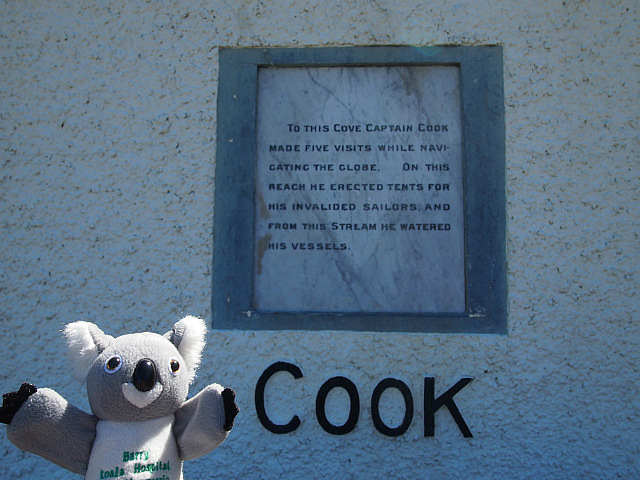 TO THIS COVE CAPTAIN COOK
MADE FIVE VISITS WHILE NAVI-
GATING THE GLOBE. ON THIS
REACH HE ERECTED TENTS FOR
HIS INVALIDED SAILORS, AND
FROM THIS STREAM HE WATERED
HIS VESSELS.
COOK
Barry
Koala Hospital